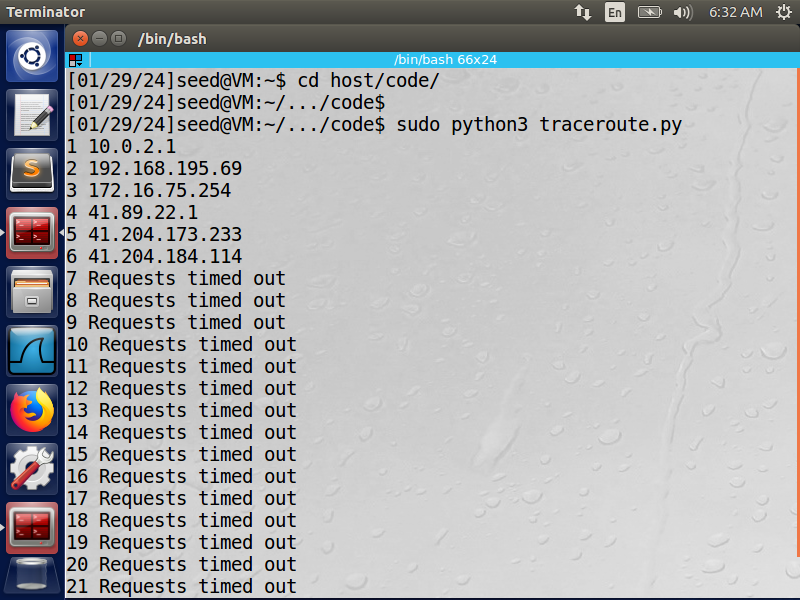 Terminator
En
6:32 AM
/bin/bash
/bin/bash 66x24
[01/29/24]seed@VM:~$ cd host/code/
[01/29/24]seed@VM:~/.../code$
[01/29/24]seed@VM:~/.../code$ sudo python3 traceroute.py
1 10.0.2.1
2 192.168.195.69
3 172.16.75.254
4 41.89.22.1
5 41.204.173.233
6 41.204.184.114
7 Requests timed out
8 Requests timed out
9 Requests timed out
10 Requests timed out
11 Requests timed out
12 Requests timed out
13 Requests timed out
14 Requests timed out
15 Requests timed out
16 Requests timed out
17 Requests timed out
18 Requests timed out
19 Requests timed out
20 Requests timed out
21 Requests timed out